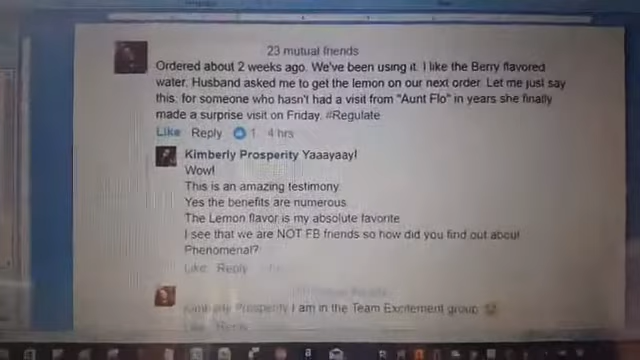 23 mutual friends
Ordered about 2 weeks ago. We've been using it. I like the Berry flavored
water. Husband asked me to get the lemon on our next order. Let me just say
this: for someone who hasn't had a visit from "Aunt Flo" in years she finally
made a surprise visit on Friday. #Regulate
Like Reply 1 4 hrs
Kimberly Prosperity Yaaayaay!
Wow!
This is an amazing testimony
Yes the benefits are numerous
The Lemon flavor is my absolute favorite
I see that we are NOT FB friends so how did you find out about
Phenomenal?
Like Reply
Kimberly Prosperity I am in the Team Excitement group
Like Reply